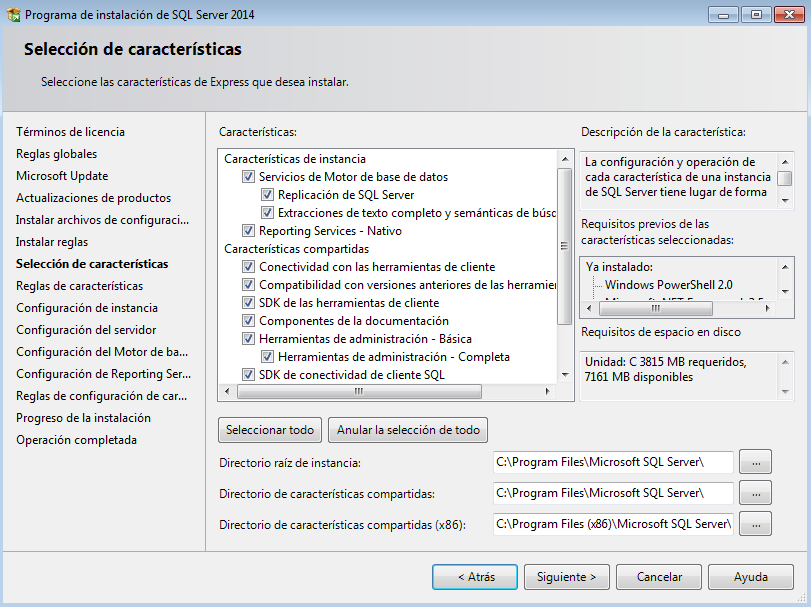 Programa de instalación de SQL Server 2014
Selección de características
Seleccione las características de Express que desea instalar.
Términos de licencia
Reglas globales
Microsoft Update
Actualizaciones de productos
Instalar archivos de configuraci...
Instalar reglas
Selección de características
Reglas de características
Configuración de instancia
Configuración del servidor
Configuración del Motor de ba...
Configuración de Reporting Ser...
Reglas de configuración de car...
Progreso de la instalación
Operación completada
Características:
Características de instancia
Servicios de Motor de base de datos
Replicación de SQL Server
Extracciones de texto completo y semánticas de búsc
Reporting Services - Nativo
Características compartidas
Conectividad con las herramientas de cliente
Compatibilidad con versiones anteriores de las herramier
SDK de las herramientas de cliente
Componentes de la documentación
Herramientas de administración - Básica
Herramientas de administración - Completa
SDK de conectividad de cliente SQL
Descripción de la característica:
La configuración y operación de
cada característica de una instancia
de SQL Server tiene lugar de forma
Requisitos previos de las
características seleccionadas:
Ya instalado:
Windows PowerShell 2.0
Requisitos de espacio en disco
Unidad: C 3815 MB requeridos,
7161 MB disponibles
Seleccionar todo
Anular la selección de todo
Directorio raíz de instancia:
C:\Program Files\Microsoft SQL Server\
...
Directorio de características compartidas:
C:\Program Files\Microsoft SQL Server\
...
Directorio de características compartidas (x86):
C:\Program Files (x86)\Microsoft SQL Server\
...
< Atrás
Siguiente >
Cancelar
Ayuda